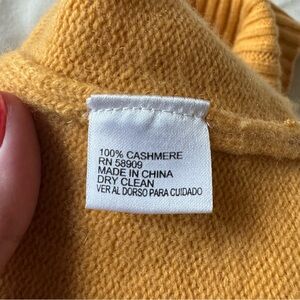 100% CASHMERE
RN 58909
MADE IN CHINA
DRY CLEAN
VER AL DORSO PARA CUIDADO